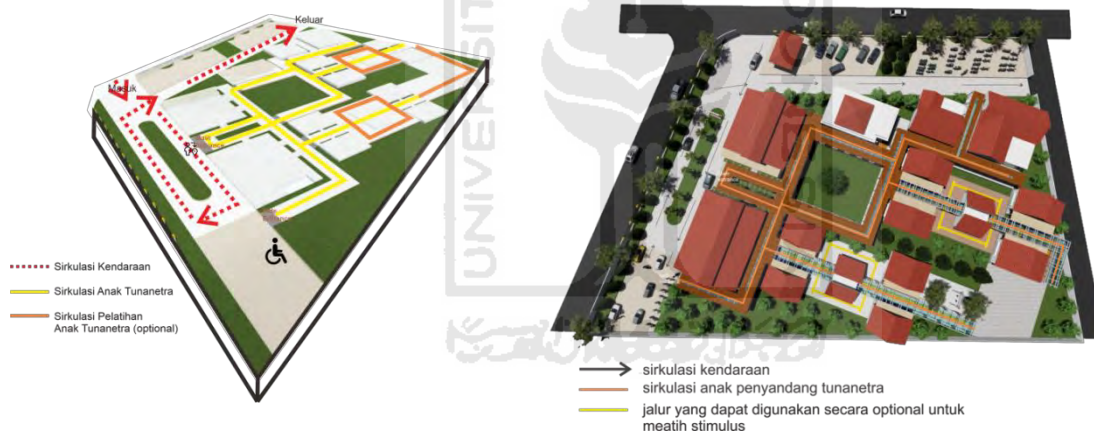 Keluar
Masuk
Sirkulasi Kendaraan
Sirkulasi Anak Tunanetra
Sirkulasi Pelatihan
Anak Tunanetra (optional)
UNIVERSIT
sirkulasi kendaraan
sirkulasi anak penyandang tunanetra
jalur yang dapat digunakan secara optional untuk
meatih stimulus